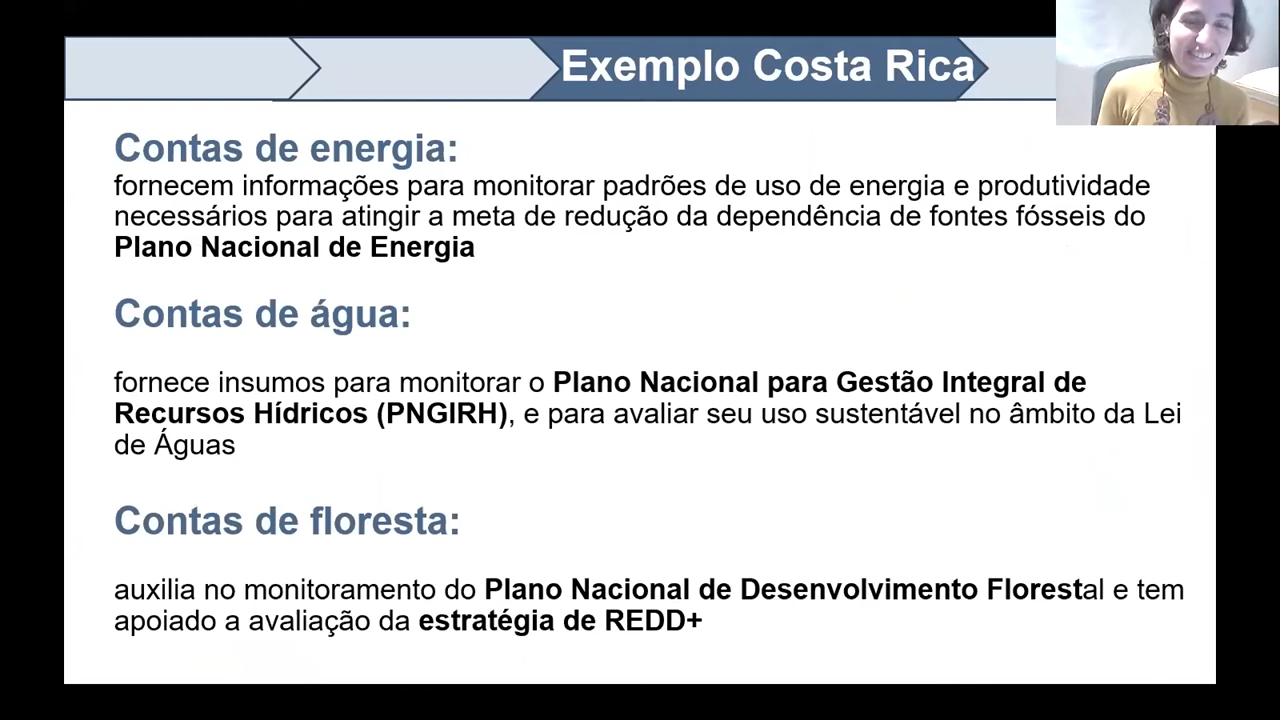 Exemplo Costa Rica
Contas de energia:
fornecem informações para monitorar padrões de uso de energia e produtividade
necessários para atingir a meta de redução da dependência de fontes fósseis do
Plano Nacional de Energia
Contas de água:
fornece insumos para monitorar o Plano Nacional para Gestão Integral de
Recursos Hídricos (PNGIRH), e para avaliar seu uso sustentável no âmbito da Lei
de Águas
Contas de floresta:
auxilia no monitoramento do Plano Nacional de Desenvolvimento Florestal e tem
apoiado a avaliação da estratégia de REDD+